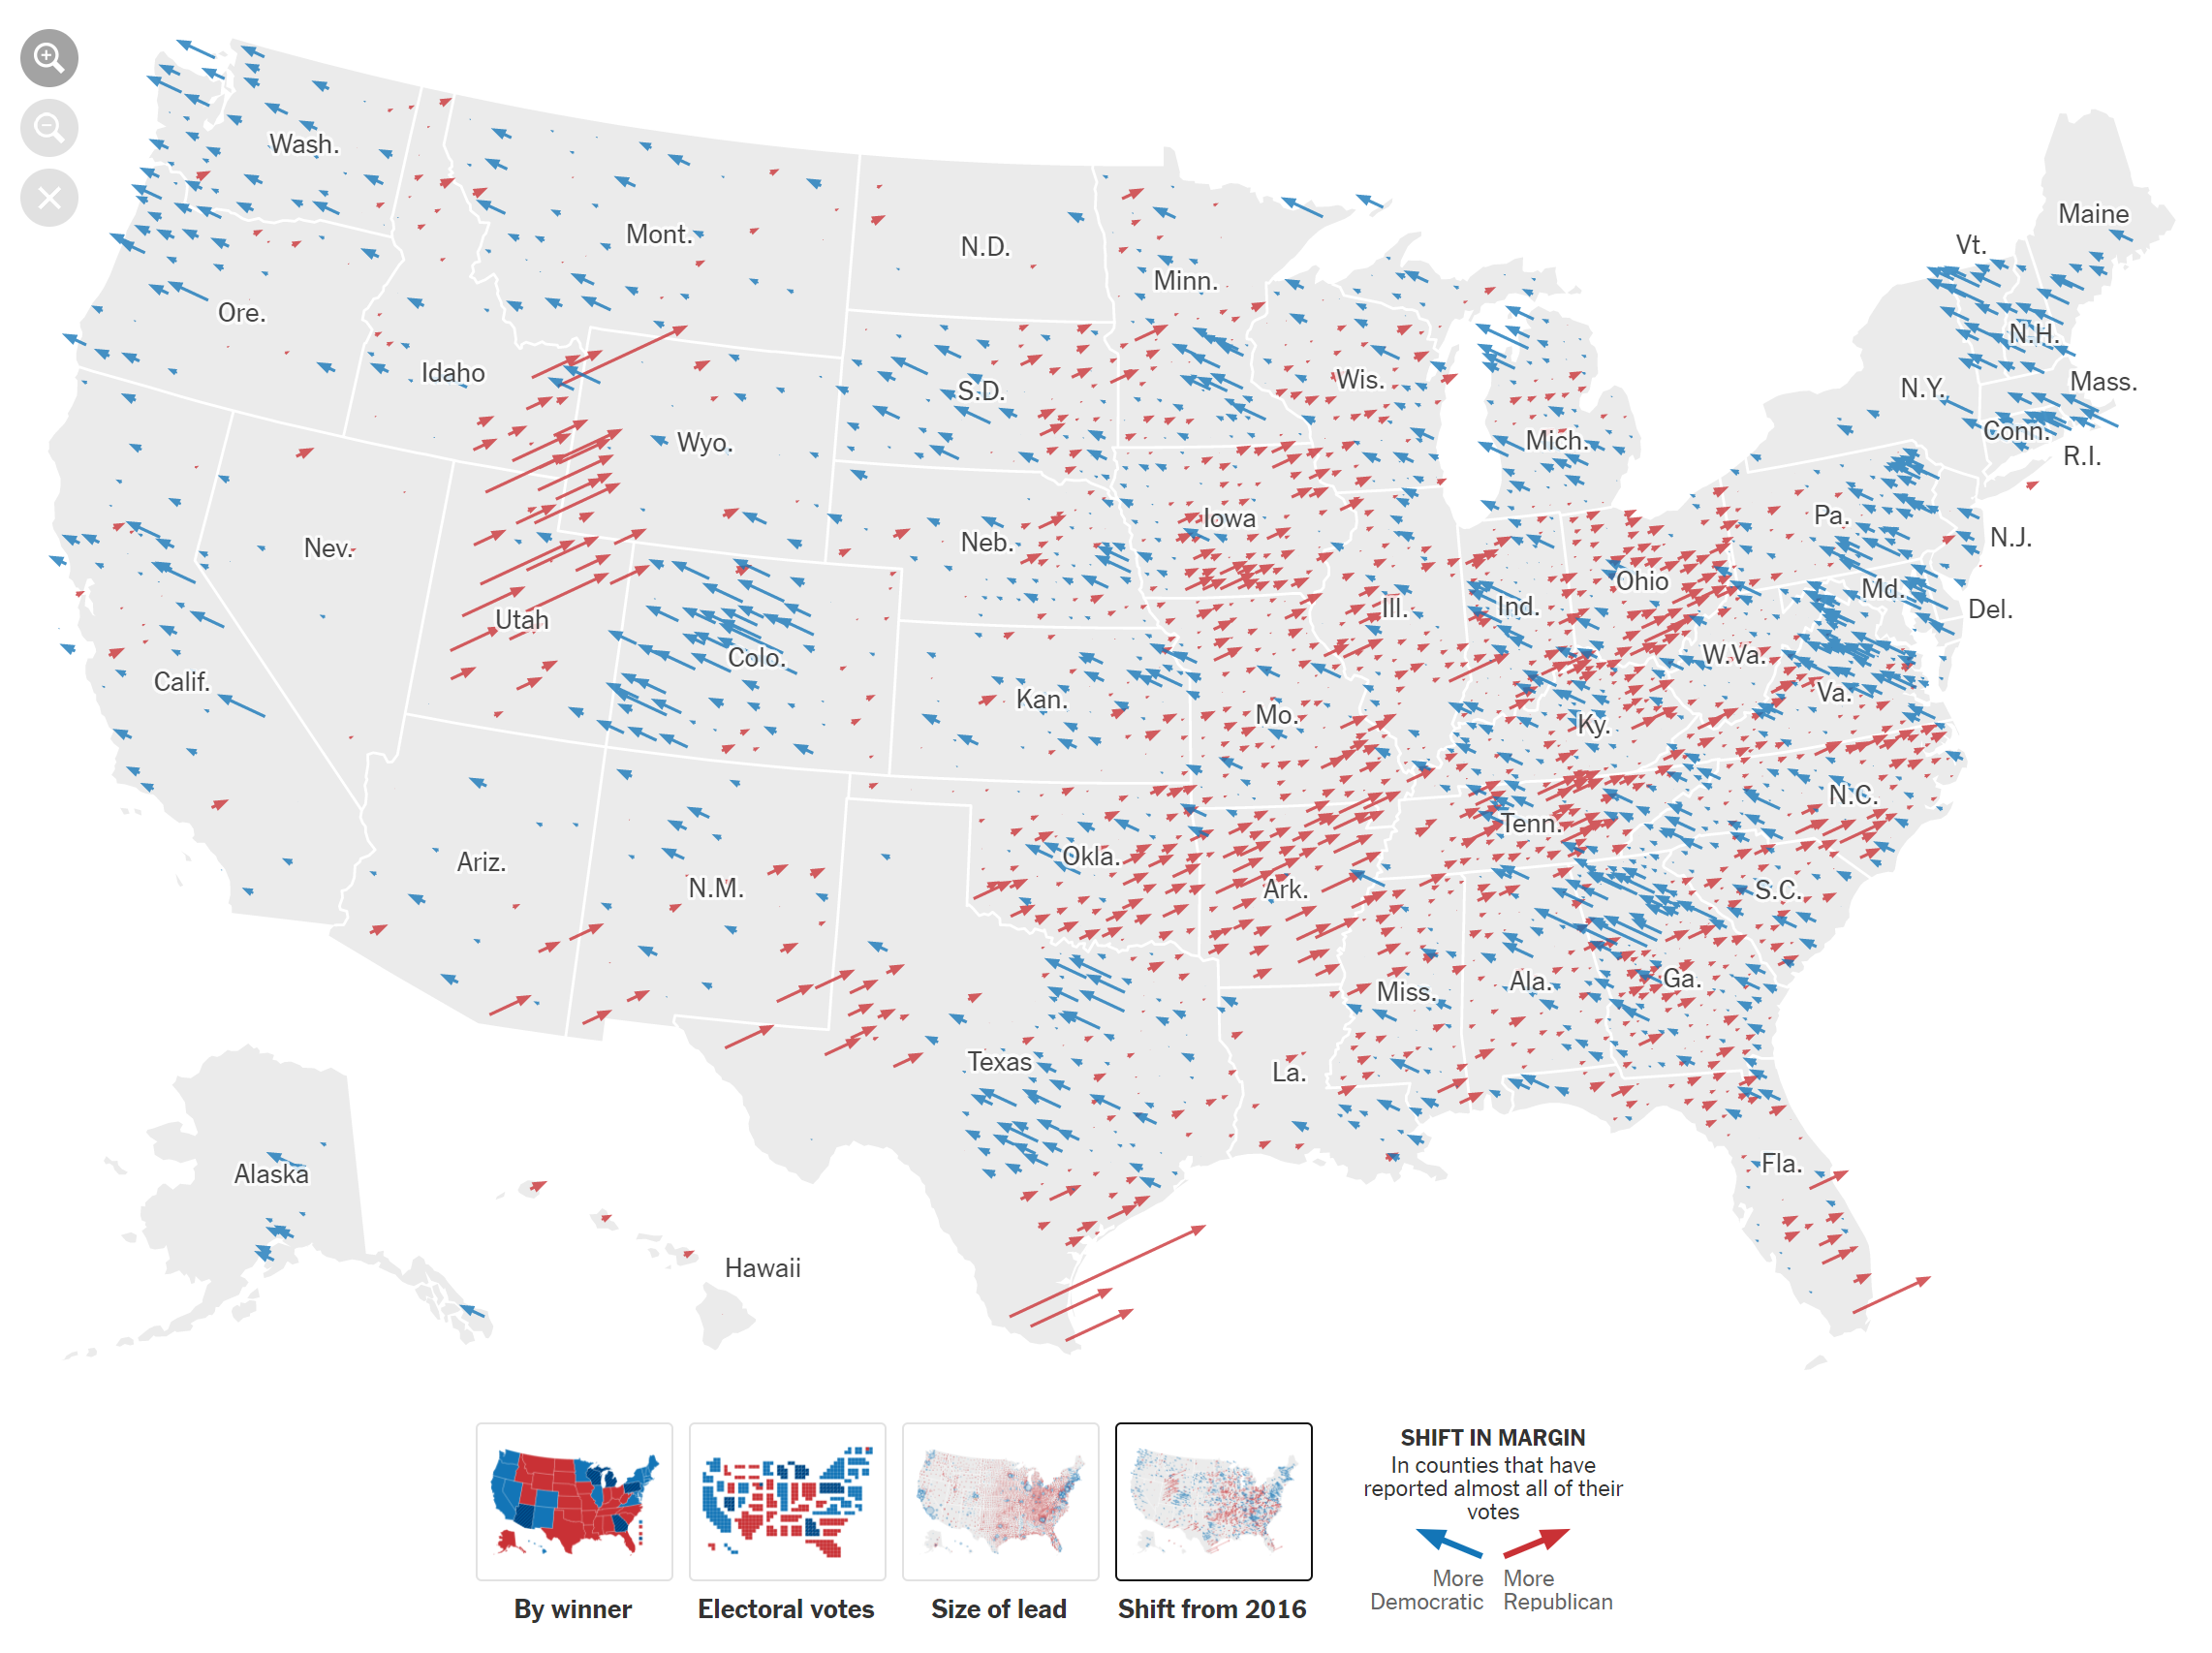 Wash.
Maine
Mont.
N.D.
Vt.
Minn.
Ore.
N.H.
Idaho
S.D.
Wis.
N.Y.
Mass.
Wyo.
Mich.
Conn.
R.I.
Iowa
Pa.
Nev.
Neb.
N.J.
Ohio
Md.
Utah
Ill.
Ind.
Del.
Colo.
W.Va.
Calif.
Kan.
Va.
Mo.
Ky.
N.C.
Ariz.
Okla.
Tenn.
N.M.
Ark.
S.C.
Miss.
Ala.
Ga.
Texas
La.
Alaska
Fla.
Hawaii
SHIFT IN MARGIN
In counties that have
reported almost all of their
votes
More
Democratic
More
Republican
By winner
Electoral votes
Size of lead
Shift from 2016